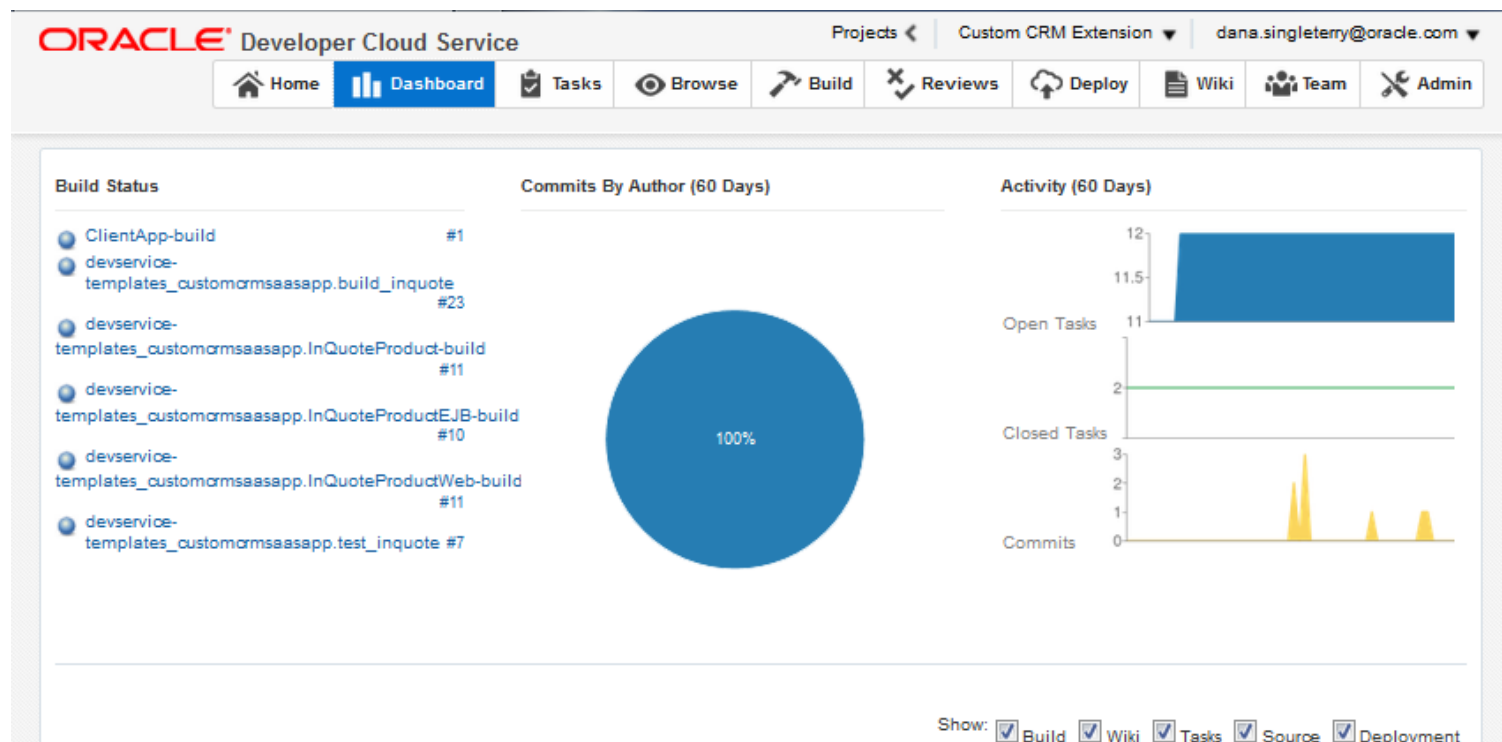 ORACLE Developer Cloud Service
Projects
Custom CRM Extension
dana.singleterry@oracle.com
Home
Dashboard
Tasks
Browse
Build
Reviews
Deploy
Wiki
Team
Admin
Build Status
ClientApp-build #1
devservice-
templates_customcrmsaasapp.build_inquote
#23
devservice-
templates_customcrmsaasapp.InQuoteProduct-build
#11
devservice-
templates_customcrmsaasapp.InQuoteProductEJB-build
#10
devservice-
templates_customcrmsaasapp.InQuoteProductWeb-build
#11
devservice-
templates_customcrmsaasapp.test_inquote #7
Commits By Author (60 Days)
100%
Activity (60 Days)
12
11.5
11
Open Tasks
2
Closed Tasks
3
2
1
0
Commits
Show: Build Wiki Tasks Source Deployment